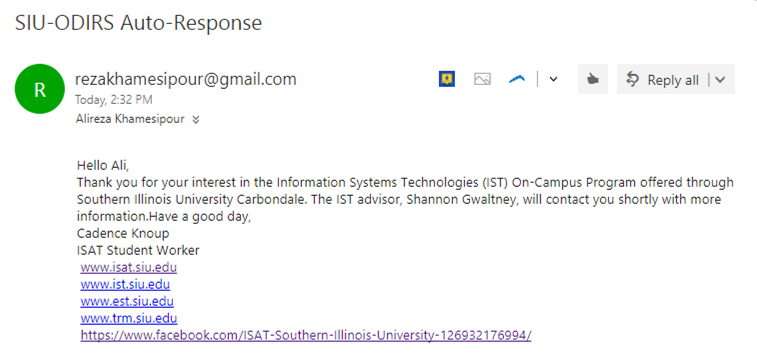 SIU-ODIRS Auto-Response
R
rezakhamesipour@gmail.com
Reply all
Today, 2:32 PM
Alireza Khamesipour
Hello Ali,
Thank you for your interest in the Information Systems Technologies (IST) On-Campus Program offered through
Southern Illinois University Carbondale. The IST advisor, Shannon Gwaltney, will contact you shortly with more
information.Have a good day,
Cadence Knoup
ISAT Student Worker
www.isat.siu.edu
www.ist.siu.edu
www.est.siu.edu
www.trm.siu.edu
https://www.facebook.com/ISAT-Southern-Illinois-University-126932176994/